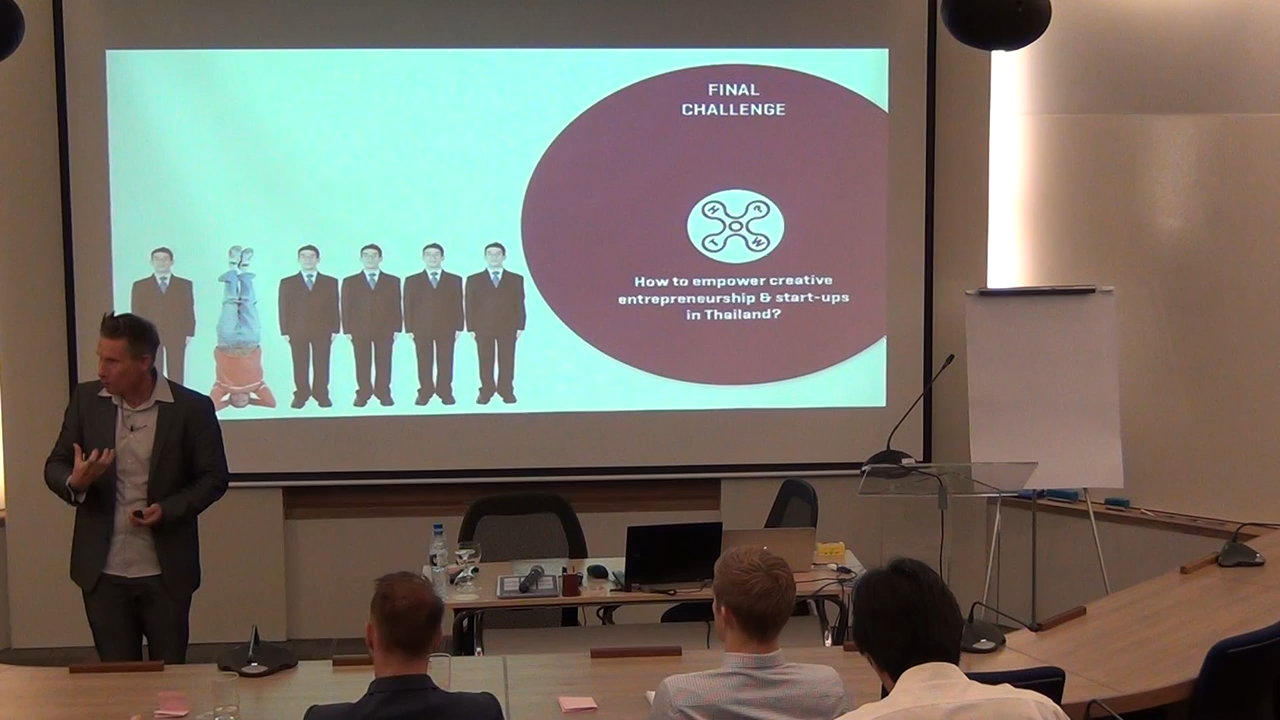 FINAL
CHALLENGE
How to empower creative
entrepreneurship & start-ups
in Thailand?